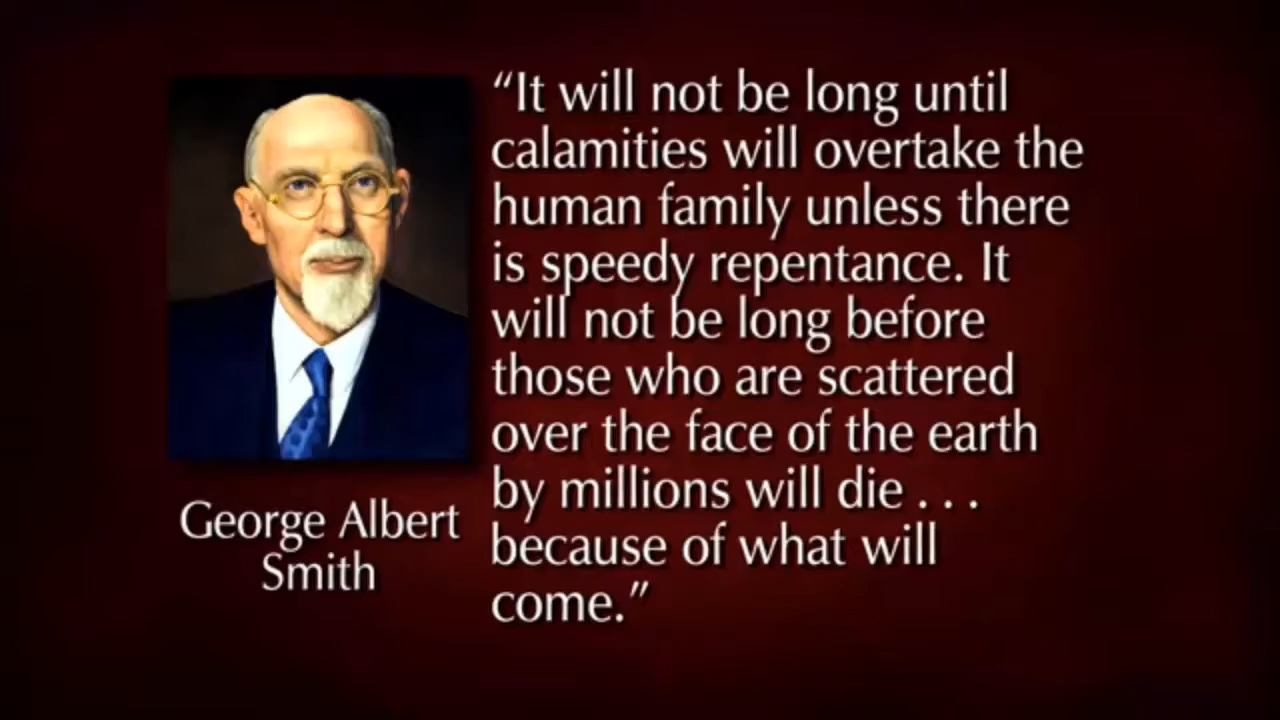 "It will not be long until
calamities will overtake the
human family unless there
is speedy repentance. It
will not be long before
those who are scattered
over the face of the earth
by millions will die . . .
because of what will
come."
George Albert
Smith